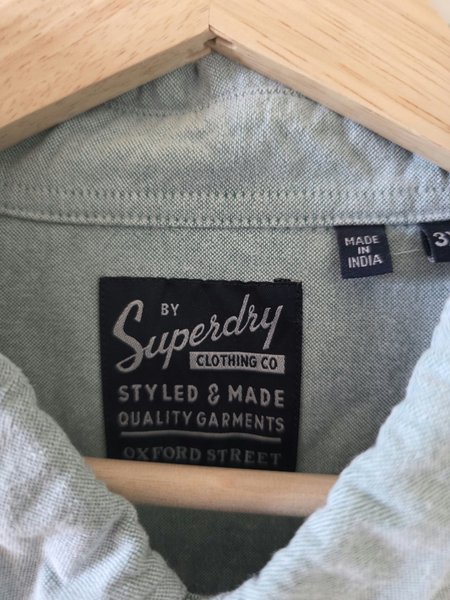 MADE
IN
INDIA
BY
Superdry
CLOTHING CO
STYLED & MADE
QUALITY GARMENTS
OXFORD STREET